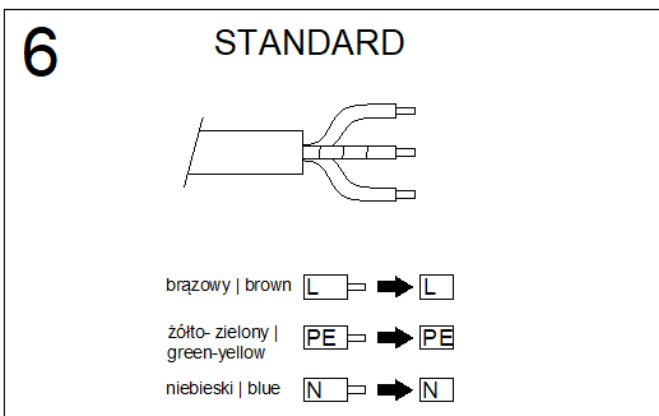 6
STANDARD
brązowy | brown L L
żółto- zielony |
green-yellow PE PE
niebieski | blue N N